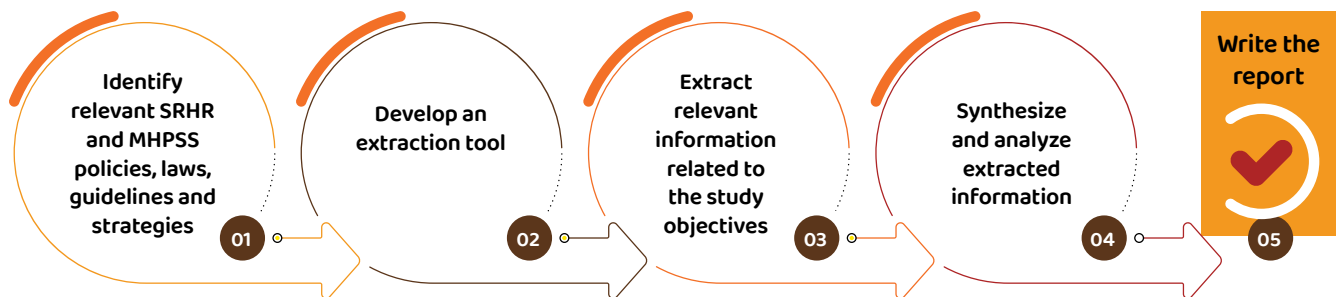 Identify
relevant SRHR
and MHPSS
policies, laws,
guidelines and
strategies
01
Develop an
extraction tool
02
Extract
relevant
information
related to
the study
objectives
03
Synthesize
and analyze
extracted
information
04
Write the
report
05